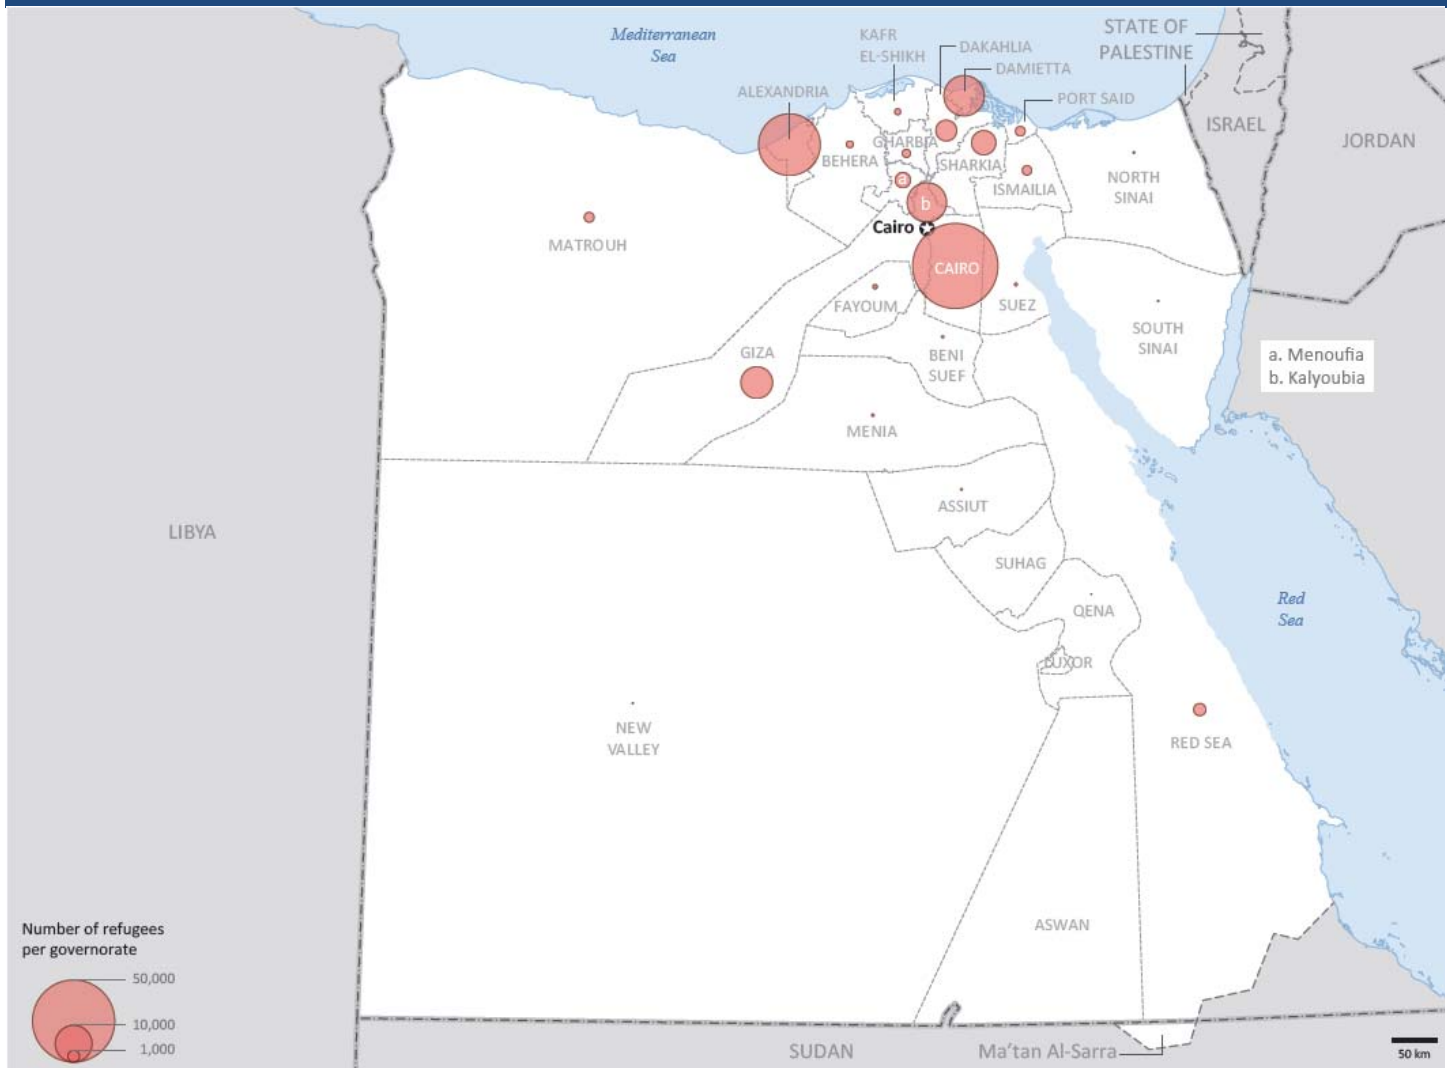 Mediterranean
Sea
KAFR
EL-SHIKH
DAKAHLIA
DAMIETTA
STATE OF
PALESTINE
ALEXANDRIA
PORT SAID
ISRAEL
JORDAN
GHARBIA
BEHERA
SHARKIA
a
ISMAILIA
NORTH
SINAI
b
Cairo
MATROUH
CAIRO
FAYOUM
SUEZ
SOUTH
SINAI
GIZA
BENI
SUEF
a. Menoufia
b. Kalyoubia
MENIA
ASSIUT
LIBYA
SUHAG
QENA
Red
Sea
LUXOR
NEW
VALLEY
RED SEA
ASWAN
Number of refugees
per governorate
50,000
10,000
1,000
SUDAN
Ma'tan Al-Sarra
50 km